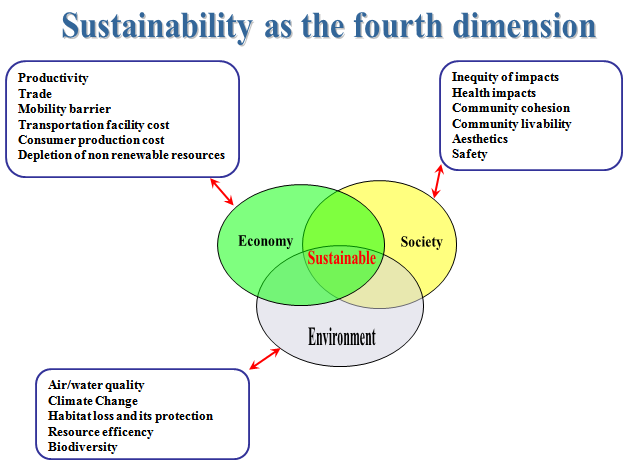 Sustainability as the fourth dimension
Productivity
Trade
Mobility barrier
Transportation facility cost
Consumer production cost
Depletion of non renewable resources
Inequity of impacts
Health impacts
Community cohesion
Community livability
Aesthetics
Safety
Economy
Society
Sustainable
Environment
Air/water quality
Climate Change
Habitat loss and its protection
Resource efficency
Biodiversity